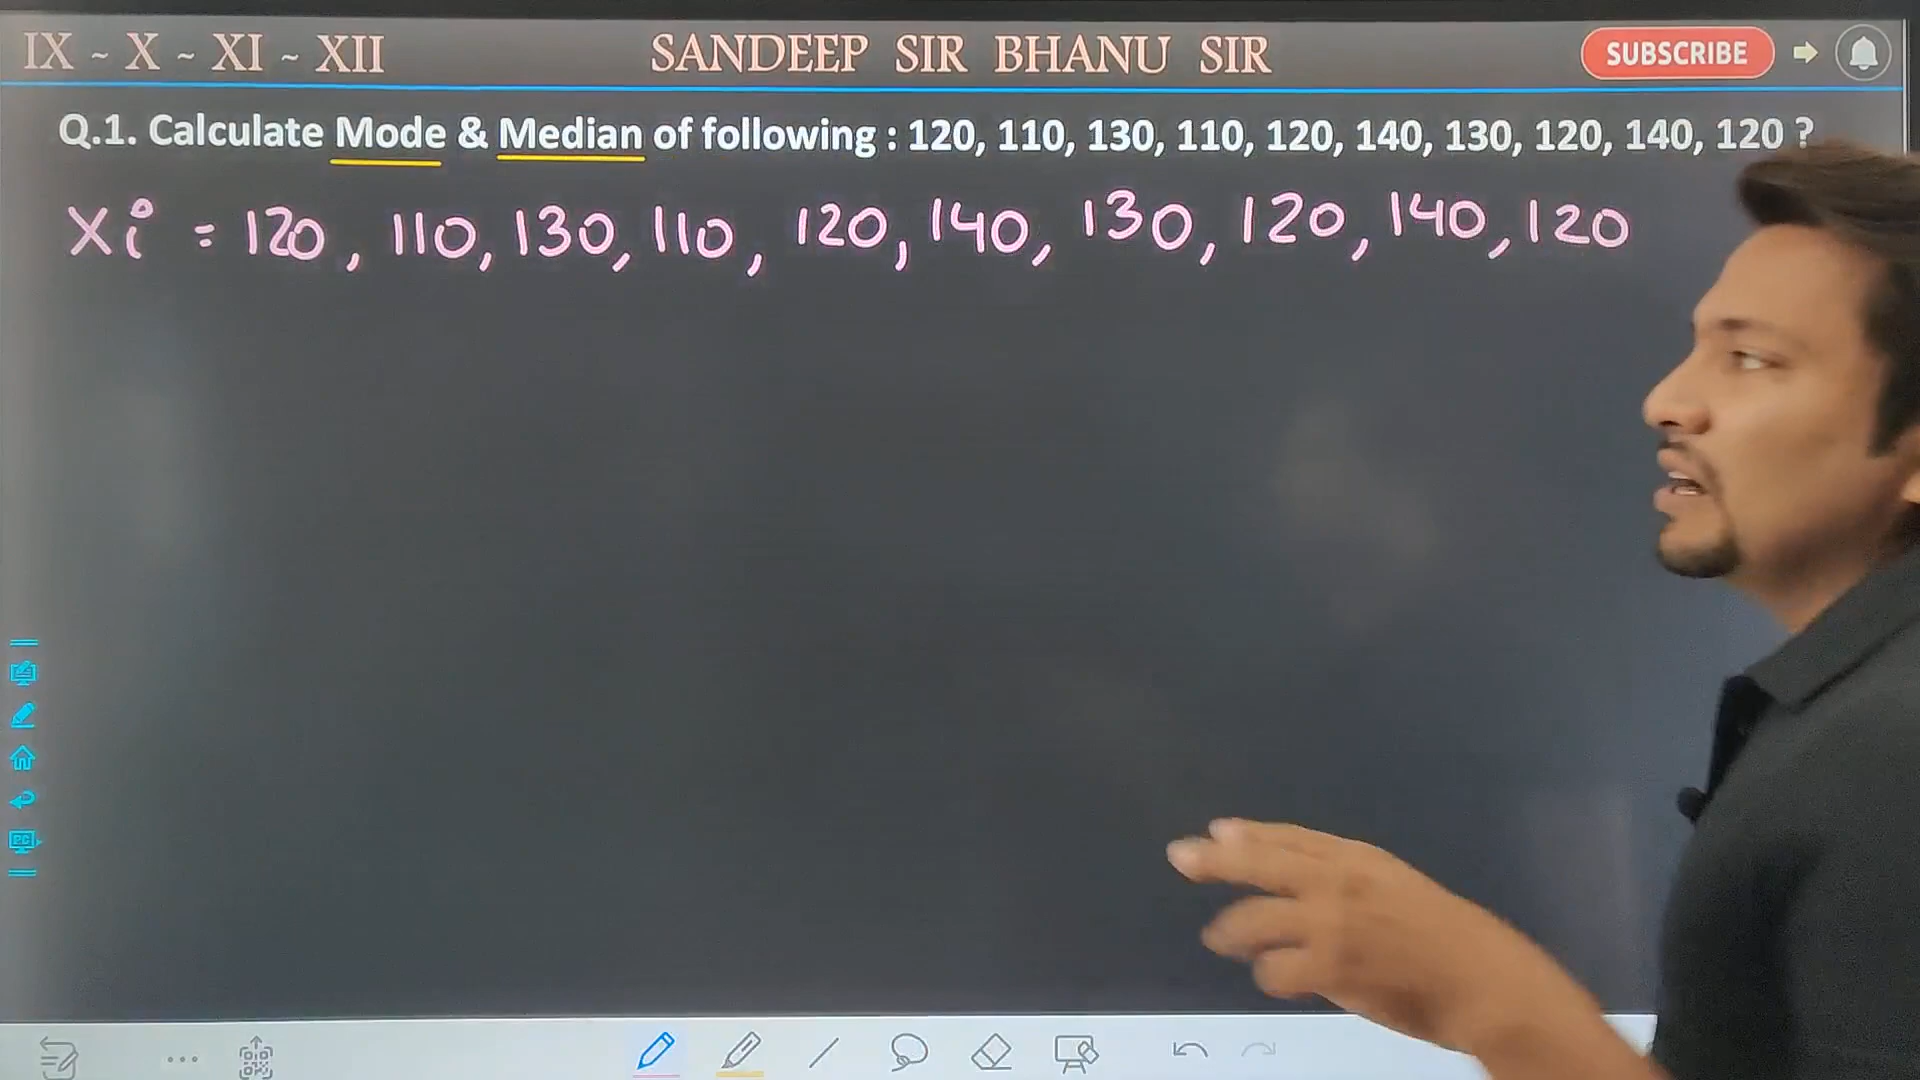 IX ~ X ~ XI ~ XII SANDEEP SIR BHANU SIR SUBSCRIBE
Q.1. Calculate Mode & Median of following : 120, 110, 130, 110, 120, 140, 130, 120, 140, 120 ?
Xi = 120, 110, 130, 110, 120, 140, 130, 120, 140, 120
PC